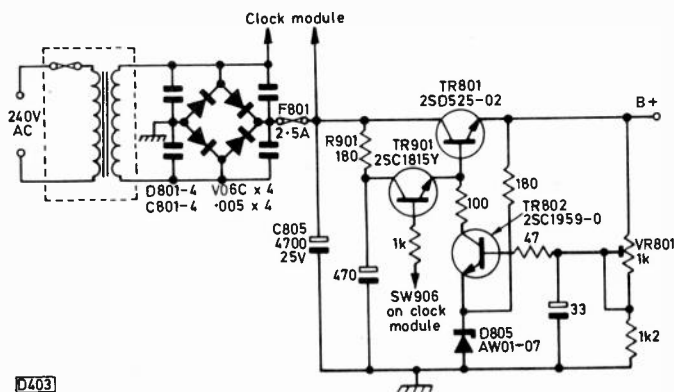 Clock module
240V
AC
F801
2·5A
D801-4 V06C x 4
C801-4 ·005 x 4
C805
4700
25V
R901
180
TR901
2SC1815Y
TR801
2SD525-02
B+
470
1k
SW906
on clock
module
100
180
TR802
2SC1959-0
47
VR801
1k
D805
AW01-07
33
1k2
D403